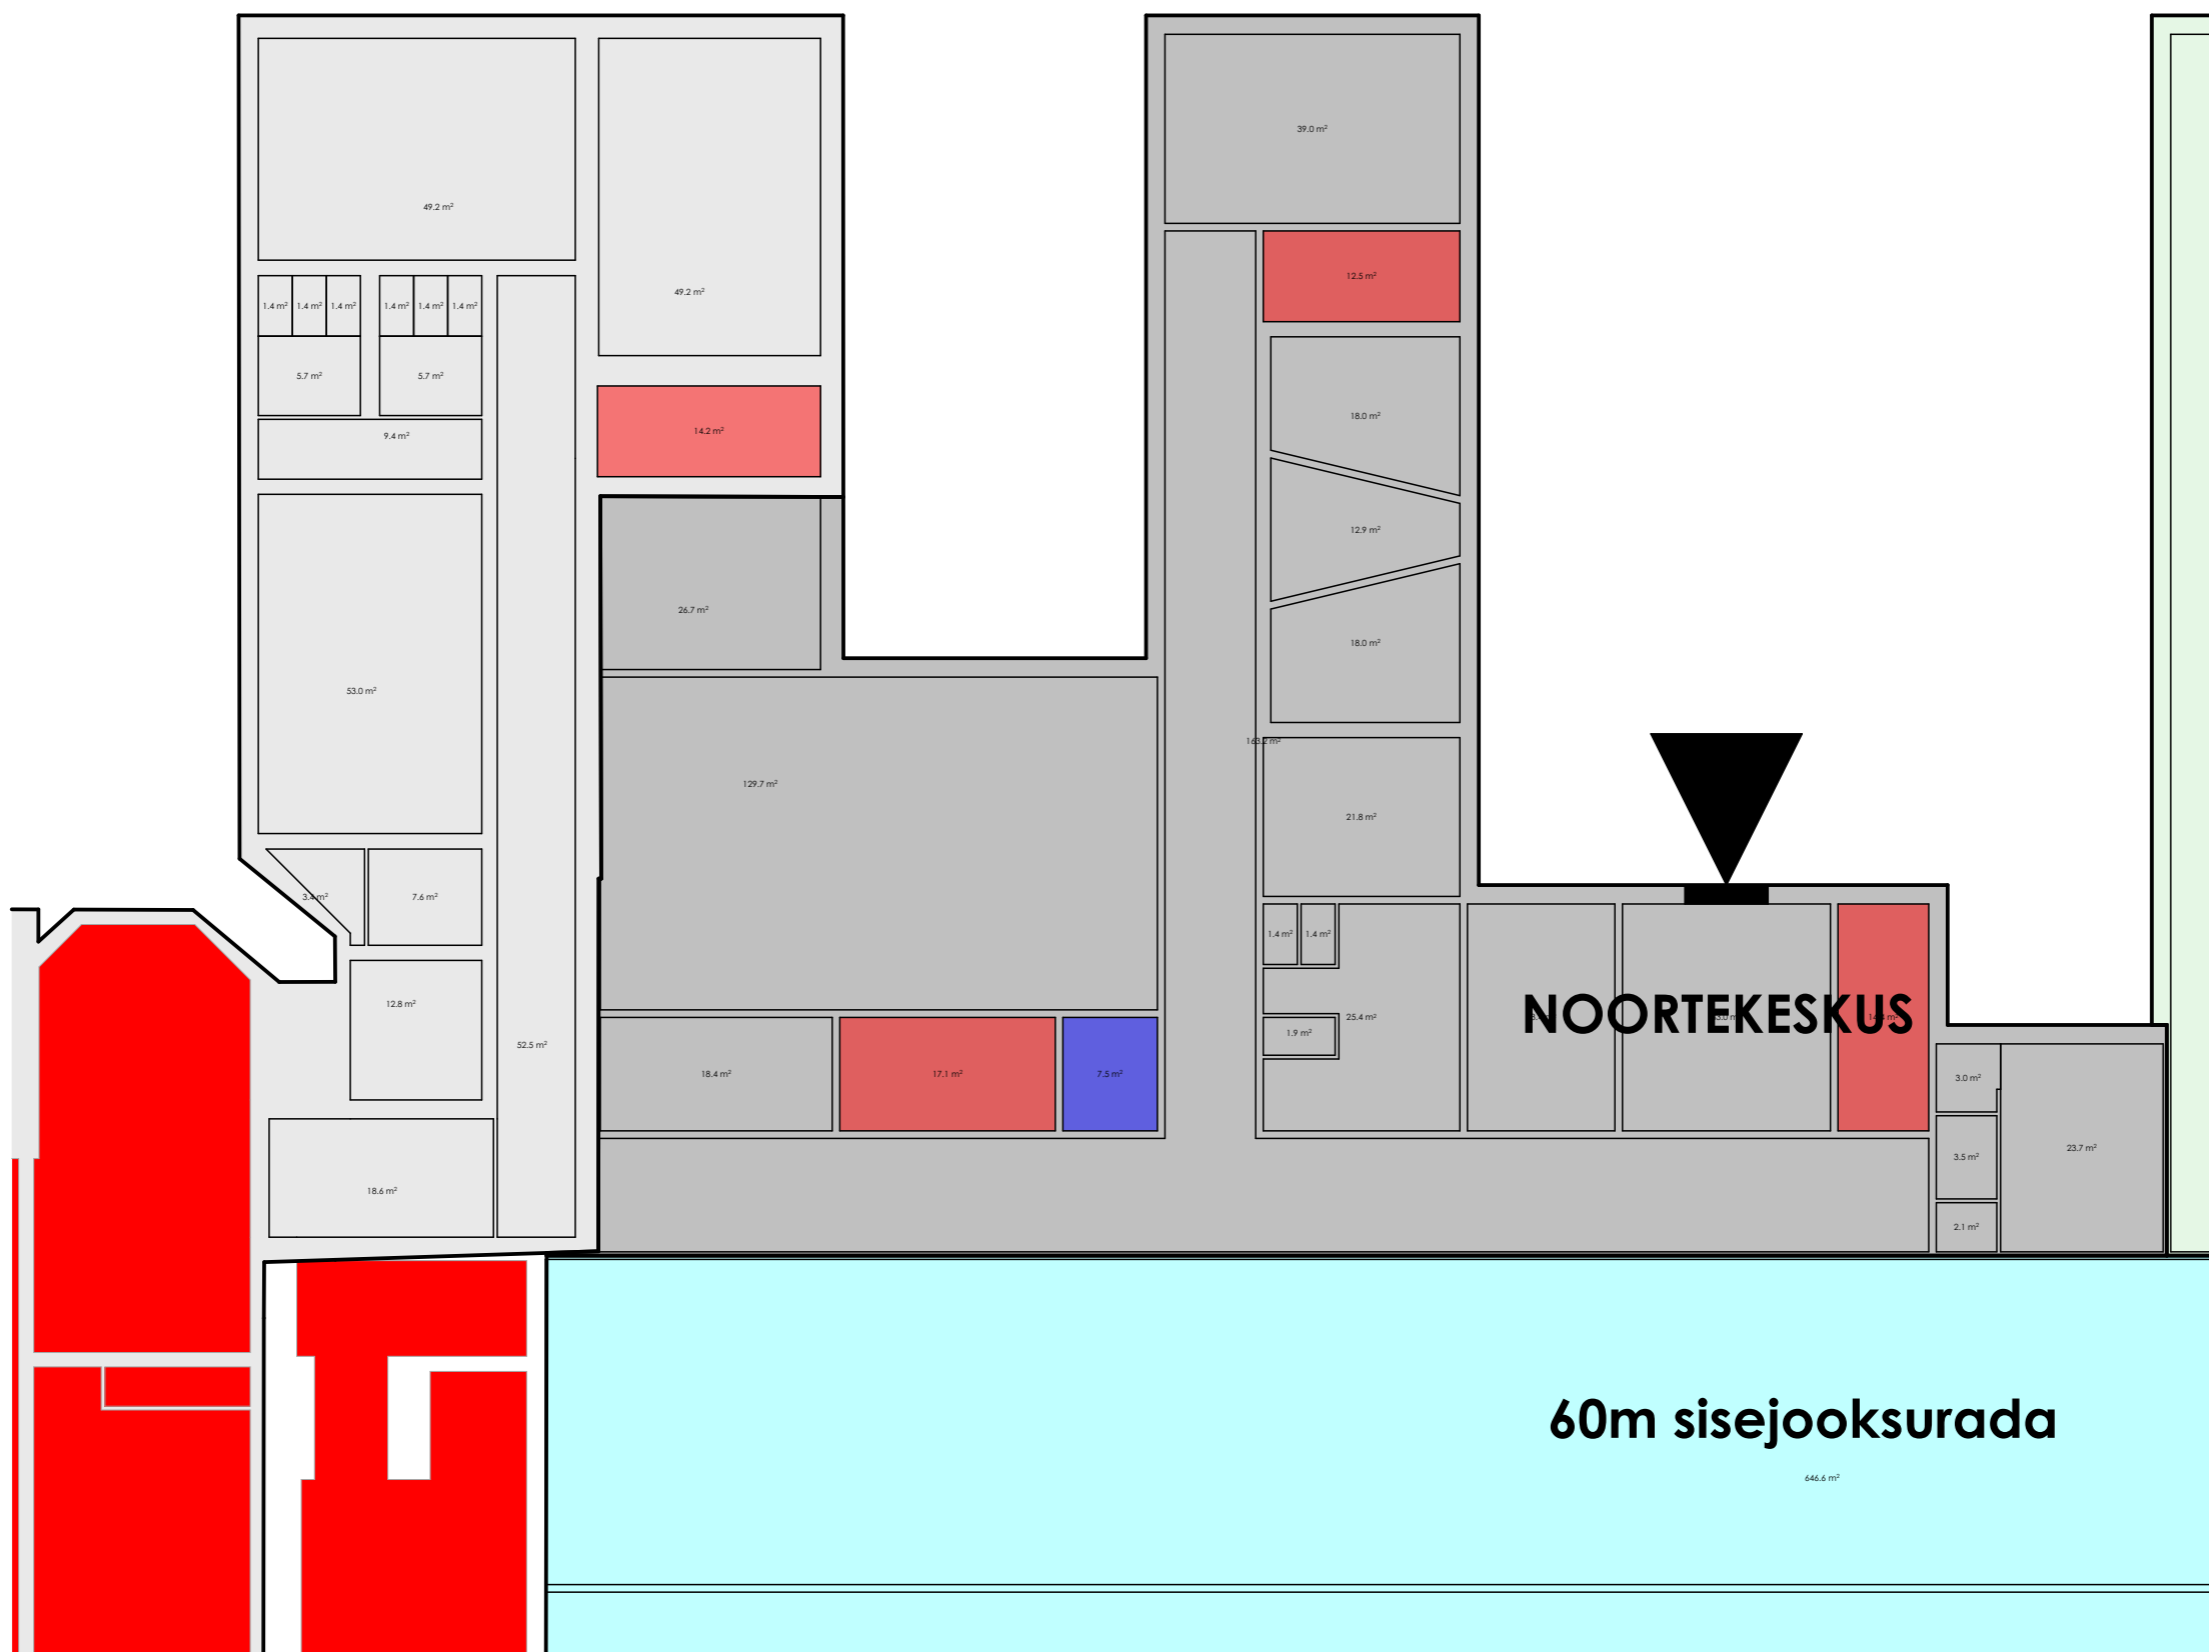 39.0 m²
49.2 m²
12.5 m²
49.2 m²
1.4 m² 1.4 m² 1.4 m² 1.4 m² 1.4 m² 1.4 m²
5.7 m² 5.7 m²
18.0 m²
14.2 m²
9.4 m²
12.9 m²
26.7 m²
18.0 m²
53.0 m²
163.2 m²
129.7 m²
21.8 m²
3.4 m²
7.6 m²
1.4 m² 1.4 m²
12.8 m²
NOORTEKESKUS
25.4 m²
1.9 m²
52.5 m²
18.4 m²
17.1 m²
7.5 m²
3.0 m²
23.7 m²
3.5 m²
18.6 m²
2.1 m²
60m sisejooksurada
646.6 m²